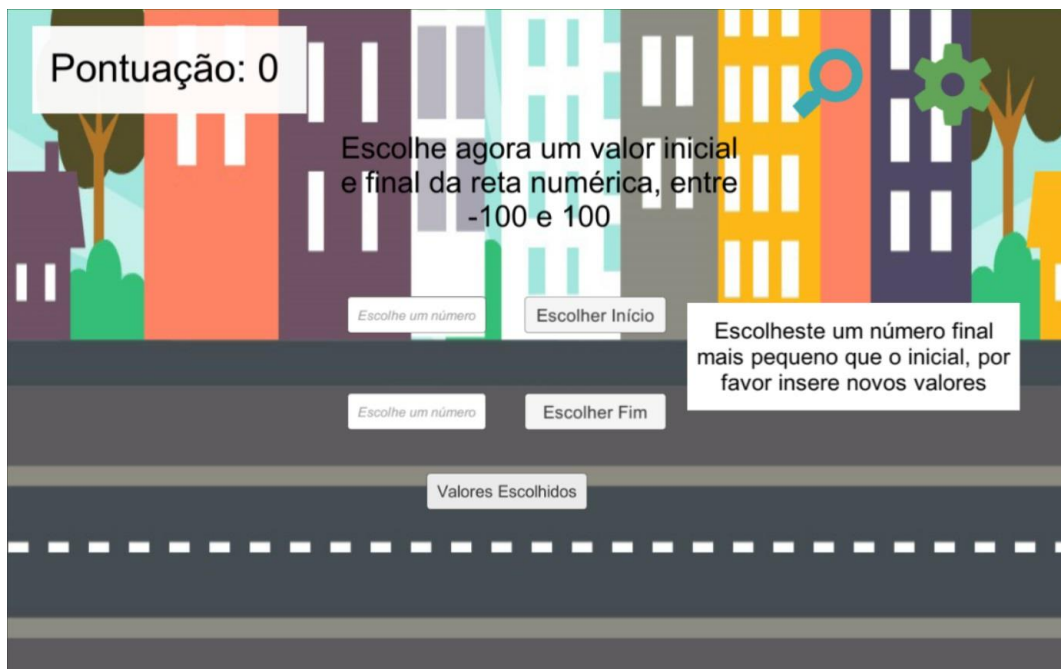 Pontuação: 0
Escolhe agora um valor inicial
e final da reta numérica, entre
-100 e 100
Escolhe um número
Escolher Início
Escolheste um número final
mais pequeno que o inicial, por
favor insere novos valores
Escolhe um número
Escolher Fim
Valores Escolhidos